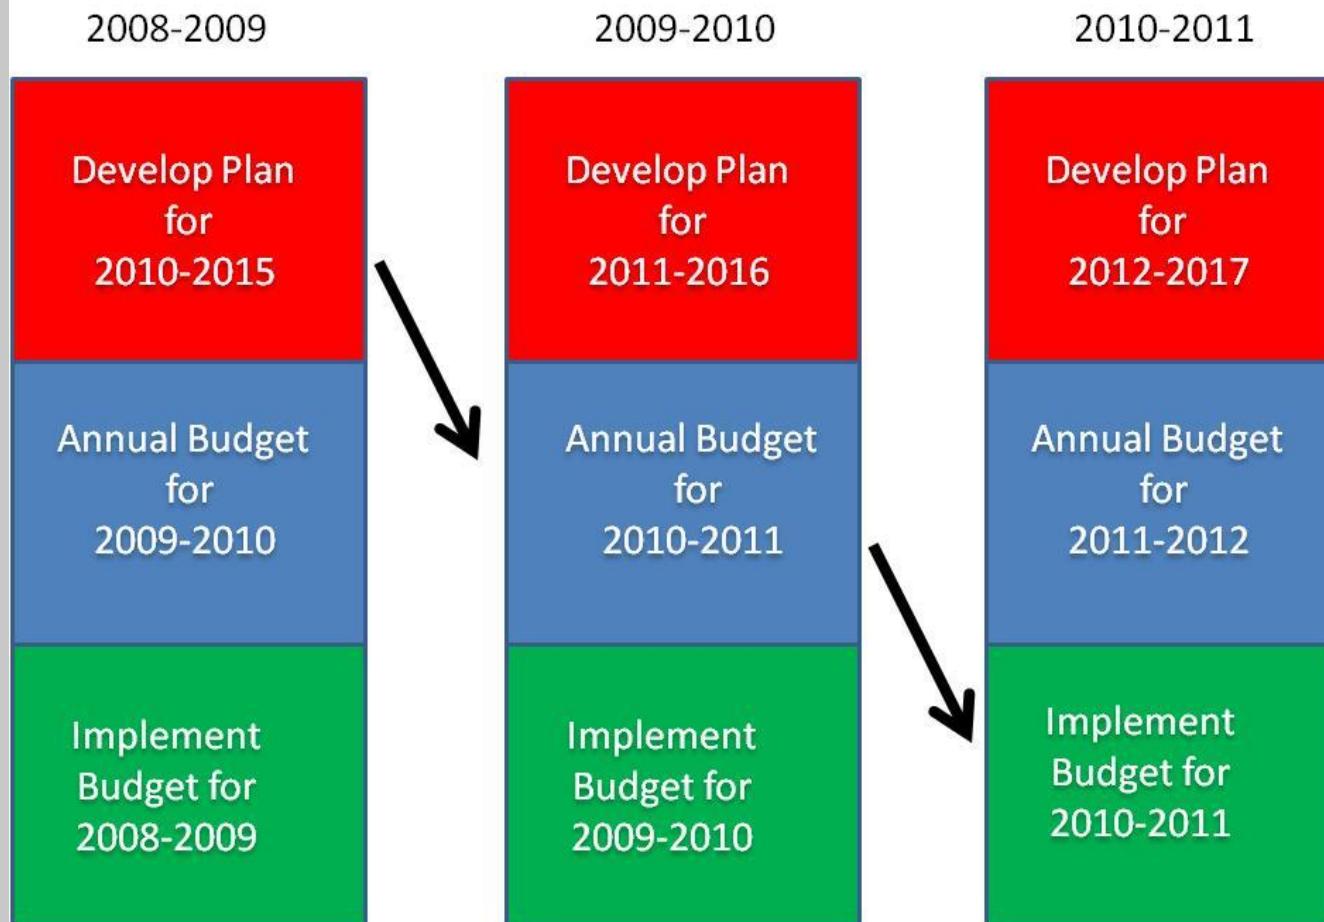 2008-2009
2009-2010
2010-2011
Develop Plan
for
2010-2015
Develop Plan
for
2011-2016
Develop Plan
for
2012-2017
Annual Budget
for
2009-2010
Annual Budget
for
2010-2011
Annual Budget
for
2011-2012
Implement
Budget for
2008-2009
Implement
Budget for
2009-2010
Implement
Budget for
2010-2011